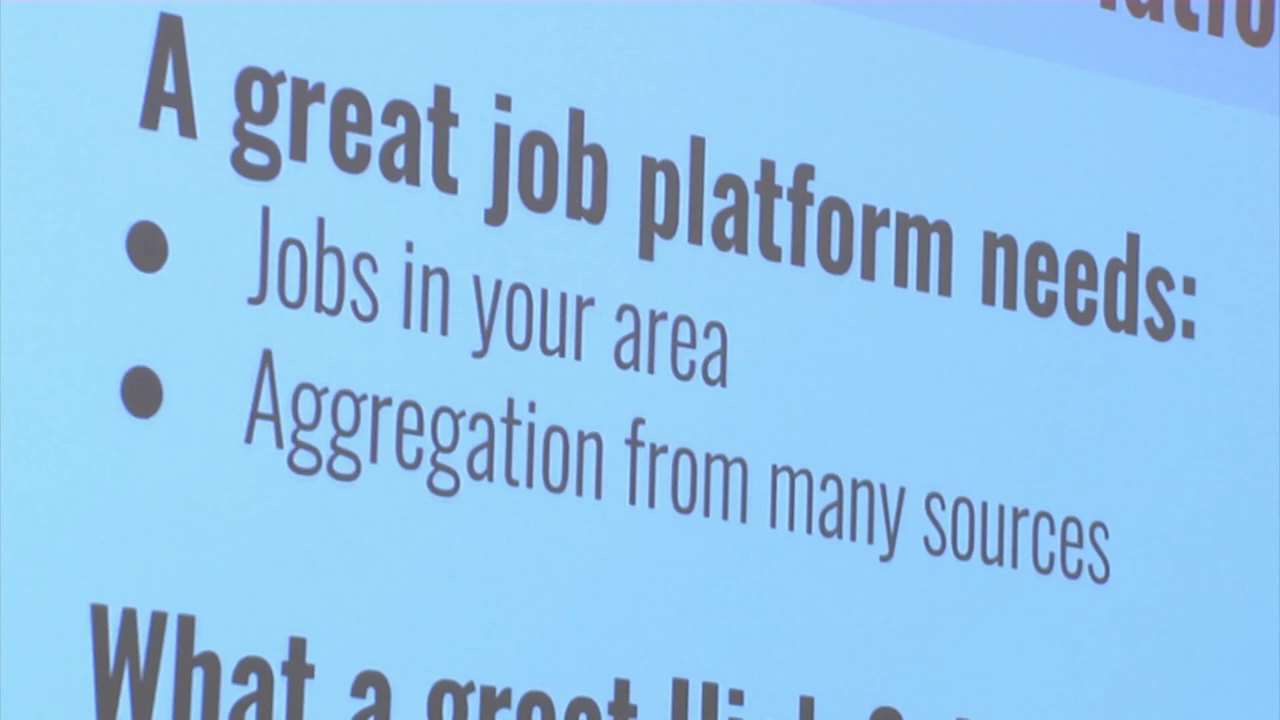 A great job platform needs:
Jobs in your area
Aggregation from many sources
What a great